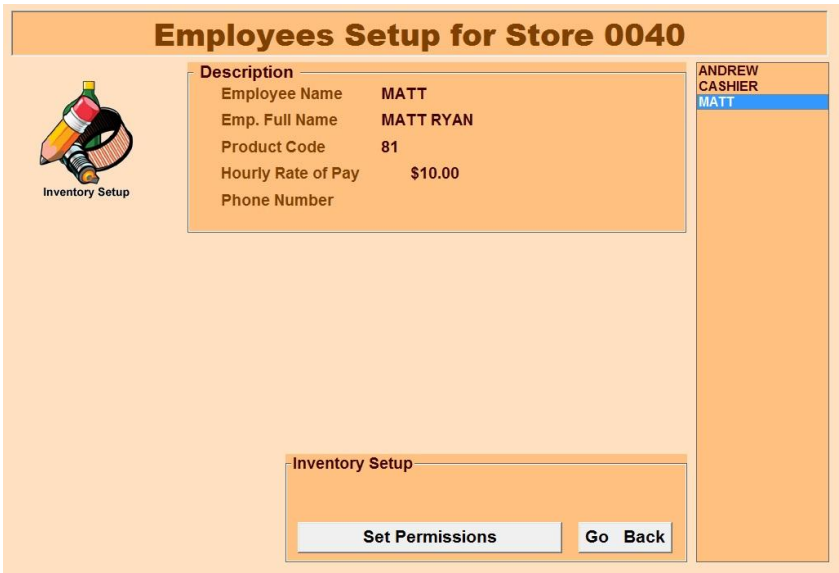 Employees Setup for Store 0040
Inventory Setup
Description
Employee Name MATT
Emp. Full Name MATT RYAN
Product Code 81
Hourly Rate of Pay $10.00
Phone Number
ANDREW
CASHIER
MATT
Inventory Setup
Set Permissions Go Back